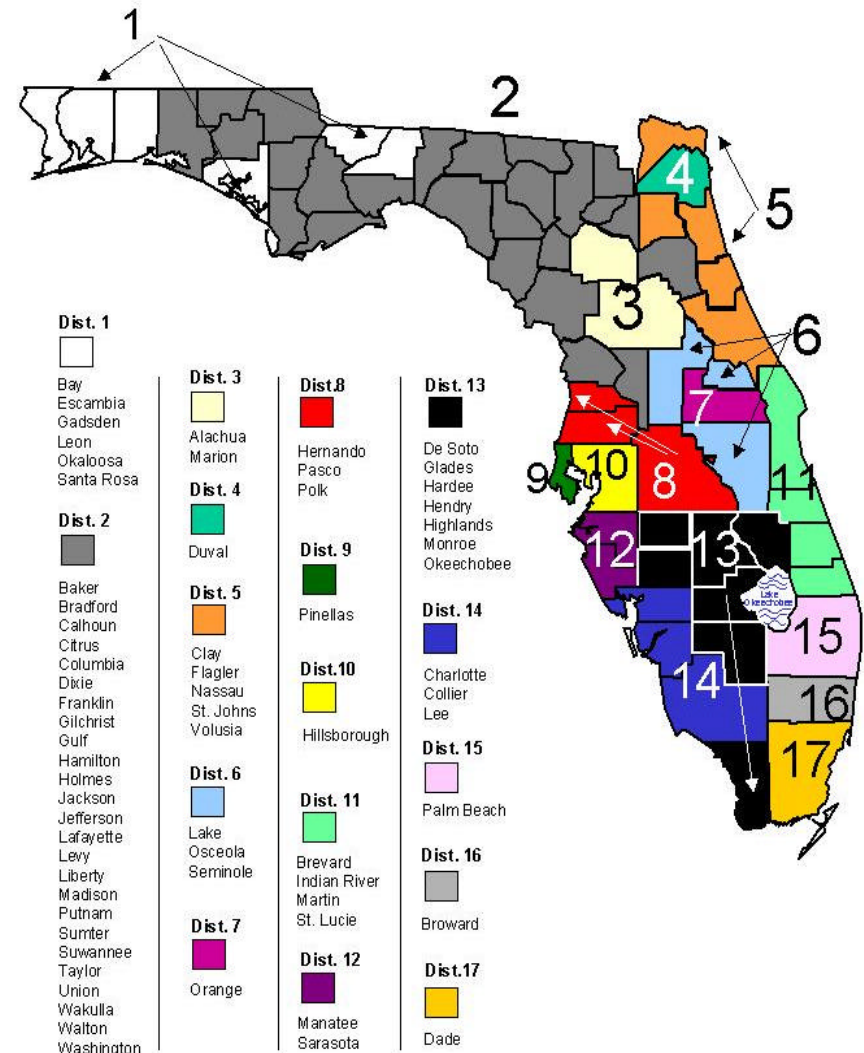 1
2
4
5
3
6
7
9
10
8
11
12
13
Lake
Okeechobee
15
14
16
17
Dist. 1
Bay
Escambia
Gadsden
Leon
Okaloosa
Santa Rosa
Dist. 2
Baker
Bradford
Calhoun
Citrus
Columbia
Dixie
Franklin
Gilchrist
Gulf
Hamilton
Holmes
Jackson
Jefferson
Lafayette
Levy
Liberty
Madison
Putnam
Sumter
Suwannee
Taylor
Union
Wakulla
Walton
Washington
Dist. 3
Alachua
Marion
Dist. 4
Duval
Dist. 5
Clay
Flagler
Nassau
St. Johns
Volusia
Dist. 6
Lake
Osceola
Seminole
Dist. 7
Orange
Dist.8
Hernando
Pasco
Polk
Dist. 9
Pinellas
Dist.10
Hillsborough
Dist. 11
Brevard
Indian River
Martin
St. Lucie
Dist. 12
Manatee
Sarasota
Dist. 13
De Soto
Glades
Hardee
Hendry
Highlands
Monroe
Okeechobee
Dist. 14
Charlotte
Collier
Lee
Dist. 15
Palm Beach
Dist. 16
Broward
Dist.17
Dade